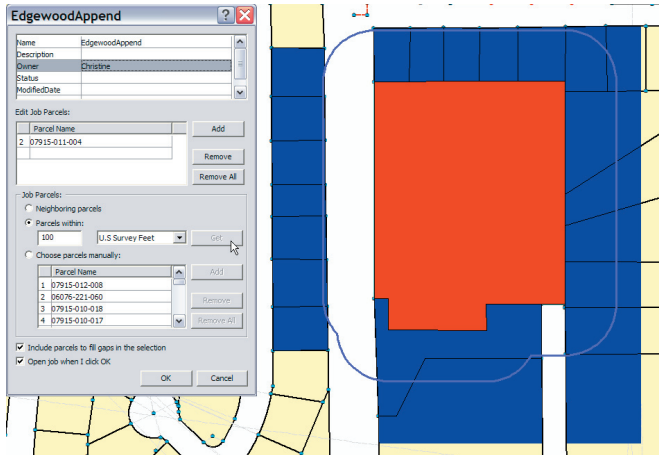 EdgewoodAppend
Name EdgewoodAppend
Description
Owner Christine
Status
ModifiedDate
Edit Job Parcels:
Parcel Name
2 07915-011-004
Add
Remove
Remove All
Job Parcels:
Neighboring parcels
Parcels within:
100 U.S Survey Feet Get
Choose parcels manually:
Parcel Name
1 07915-012-008
2 06076-221-060
3 07915-010-018
4 07915-010-017
Add
Remove
Remove All
Include parcels to fill gaps in the selection
Open job when I click OK
OK Cancel